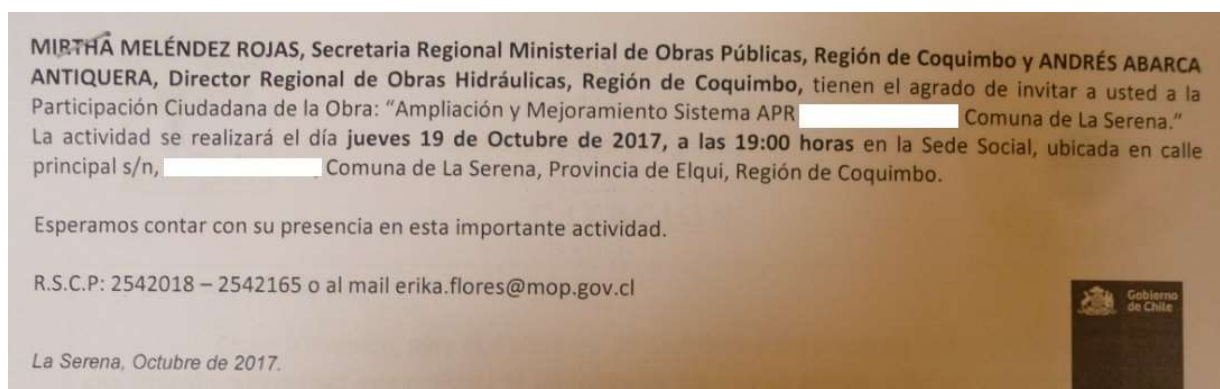 MIRTHA MELÉNDEZ ROJAS, Secretaria Regional Ministerial de Obras Públicas, Región de Coquimbo y ANDRÉS ABARCA
ANTIQUERA, Director Regional de Obras Hidráulicas, Región de Coquimbo, tienen el agrado de invitar a usted a la
Participación Ciudadana de la Obra: "Ampliación y Mejoramiento Sistema APR Comuna de La Serena."
La actividad se realizará el día jueves 19 de Octubre de 2017, a las 19:00 horas en la Sede Social, ubicada en calle
principal s/n, Comuna de La Serena, Provincia de Elqui, Región de Coquimbo.
Esperamos contar con su presencia en esta importante actividad.
R.S.C.P: 2542018 – 2542165 o al mail erika.flores@mop.gov.cl
Gobierno
de Chile
La Serena, Octubre de 2017.